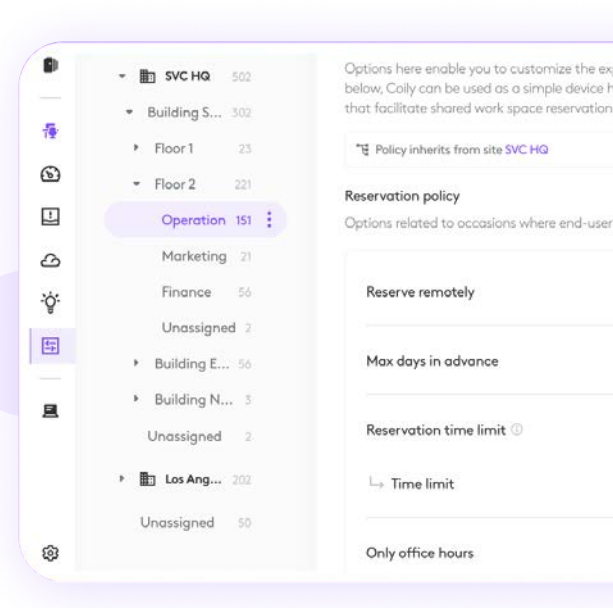 SVC HQ 502
Building S... 302
Floor 1 23
Floor 2 221
Operation 151
Marketing 21
Finance 56
Unassigned 2
Building E... 56
Building N... 3
Unassigned 2
Los Ang... 202
Unassigned 50
Options here enable you to customize the exp
below, Coily can be used as a simple device h
that facilitate shared work space reservation
Policy inherits from site SVC HQ
Reservation policy
Options related to occasions where end-user
Reserve remotely
Max days in advance
Reservation time limit
Time limit
Only office hours